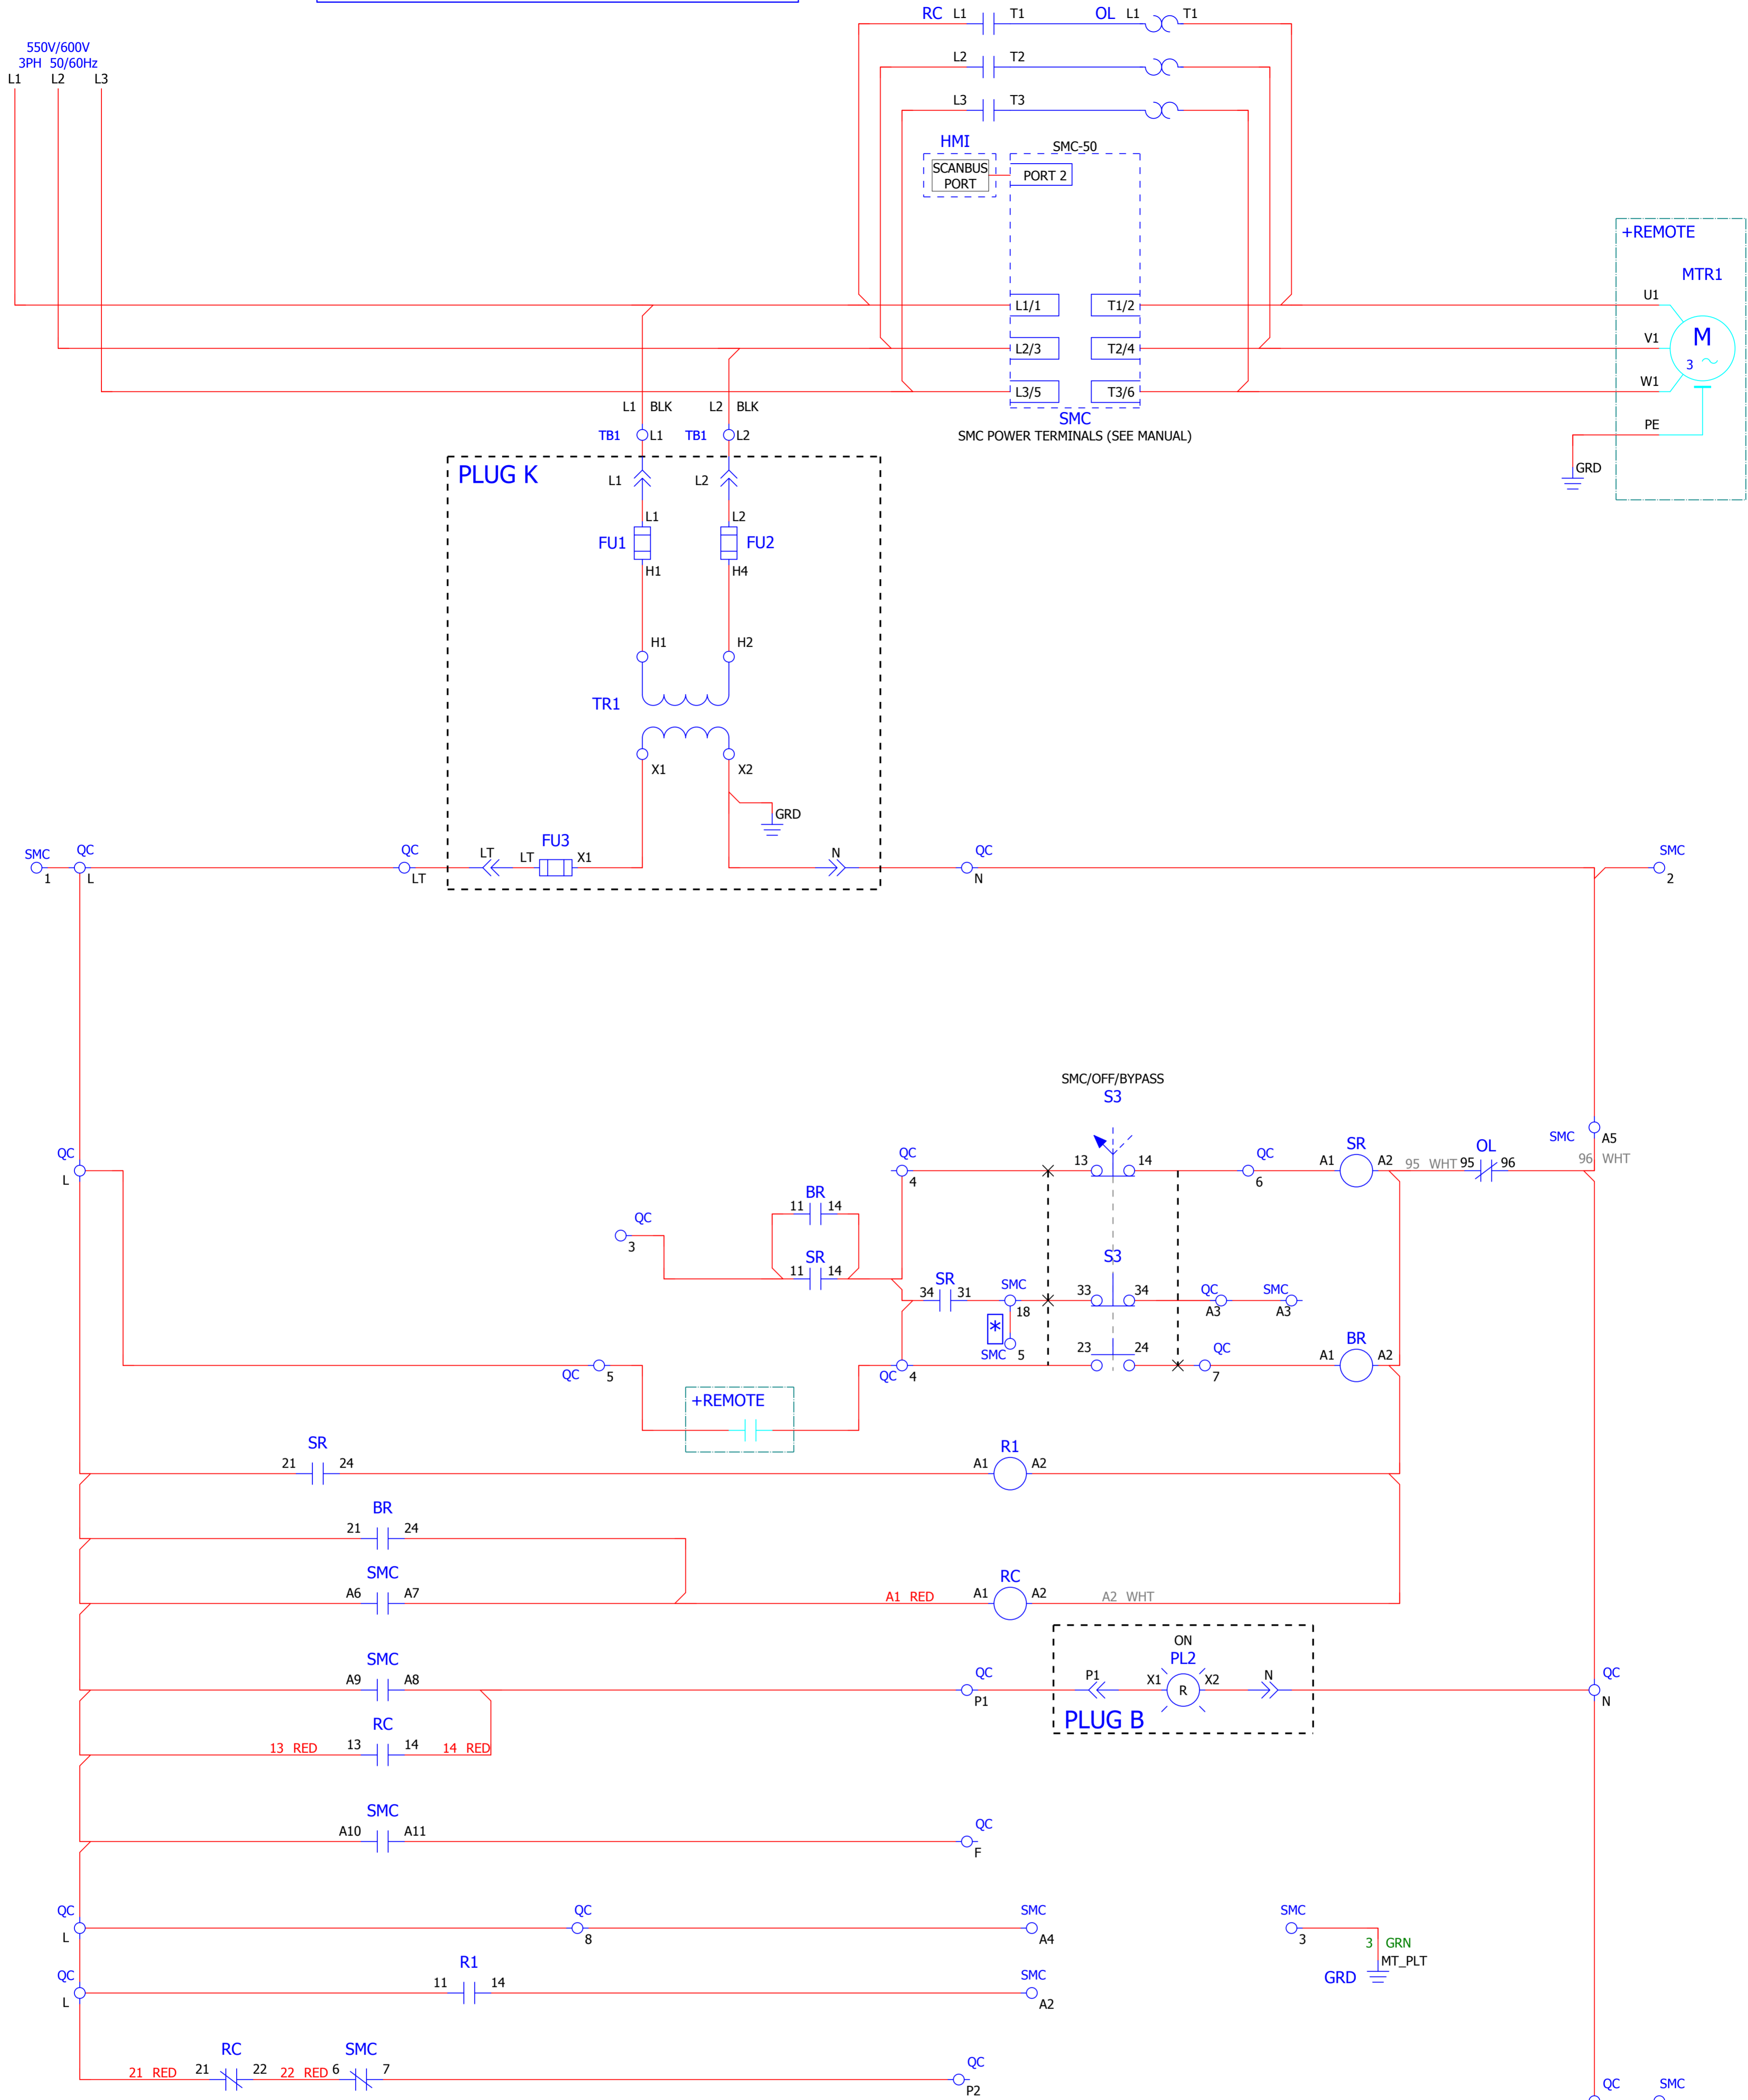 RC L1 T1 OL L1 T1
550V/600V
3PH 50/60Hz
L1 L2 L3
L2 T2
L3 T3
HMI
SMC-50
SCANBUS
PORT
PORT 2
+REMOTE
MTR1
L1/1 T1/2 U1
L2/3 T2/4 V1
M
3
L3/5 T3/6 W1
L1 BLK L2 BLK
SMC
SMC POWER TERMINALS (SEE MANUAL)
TB1 L1 TB1 L2
PE
GRD
PLUG K
L1 L2
L1 L2
FU1 FU2
H1 H4
H1 H2
TR1
X1 X2
GRD
SMC QC QC FU3 N QC SMC
LT LT X1
1 L LT N 2
SMC/OFF/BYPASS
S3
SMC A5
QC QC 13 14 QC SR OL
A1 A2 95 WHT 95 96 96 WHT
L 4 6
BR
11 14
QC
3
SR
11 14
S3
SR
34 31 SMC 33 34 QC SMC
18 A3 A3
*
SMC 5
23 24 QC BR
A1 A2
QC 5 QC 4 7
+REMOTE
SR R1
21 24 A1 A2
BR
21 24
SMC RC
A6 A7 A1 RED A1 A2 A2 WHT
ON
SMC PL2
A9 A8 QC P1 X1 R X2 N QC
P1 N
PLUG B
RC
13 RED 13 14 14 RED
SMC
A10 A11 QC
F
QC QC SMC SMC
L 8 A4 3
3 GRN
MT_PLT
GRD
QC R1 SMC
11 14
L A2
RC SMC
21 RED 21 22 22 RED 6 7 QC
P2
QC SMC